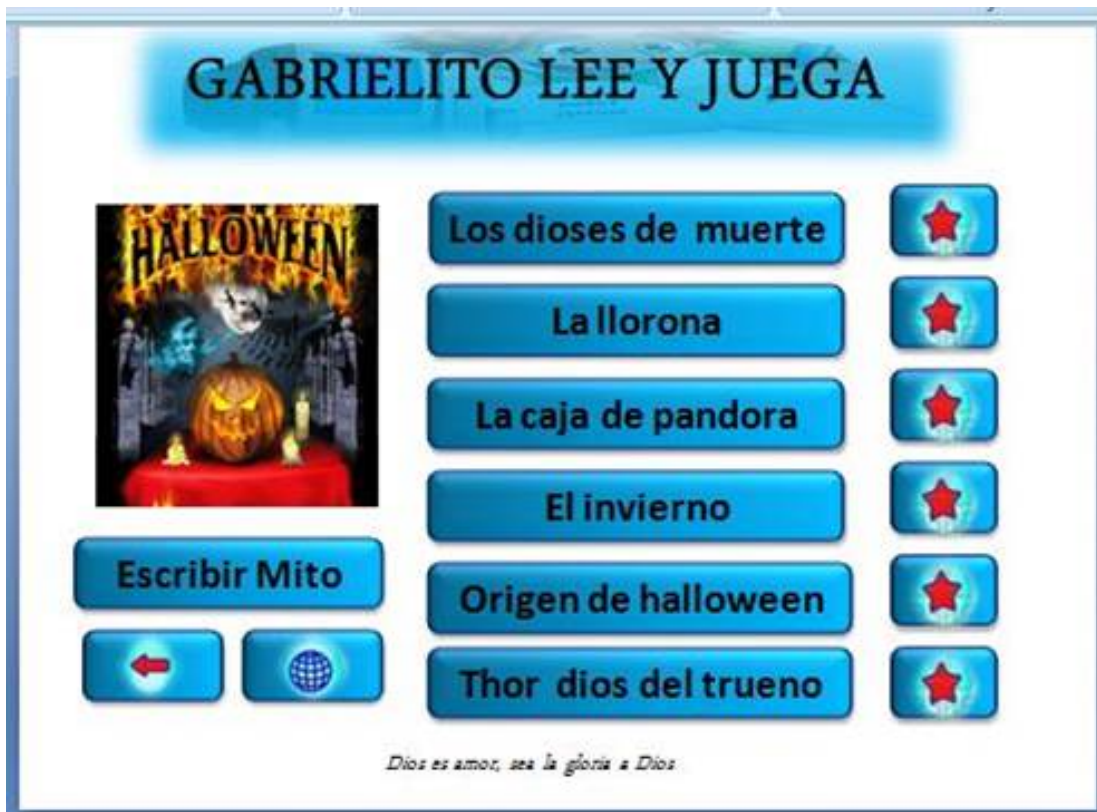 GABRIELITO LEE Y JUEGA
HALLOWEEN
Los dioses de muerte
La llorona
La caja de pandora
El invierno
Escribir Mito
Origen de halloween
Thor dios del trueno
Dios es amor, sea la gloria a Dios